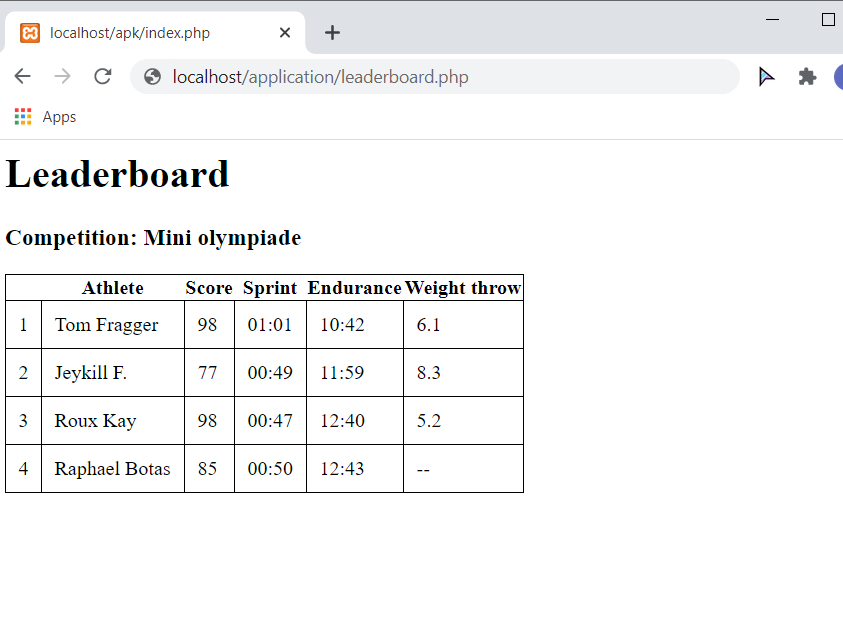 localhost/apk/index.php
localhost/application/leaderboard.php
Apps
Leaderboard
Competition: Mini olympiade
Athlete Score Sprint Endurance Weight throw
1 Tom Fragger 98 01:01 10:42 6.1
2 Jeykill F. 77 00:49 11:59 8.3
3 Roux Kay 98 00:47 12:40 5.2
4 Raphael Botas 85 00:50 12:43 --